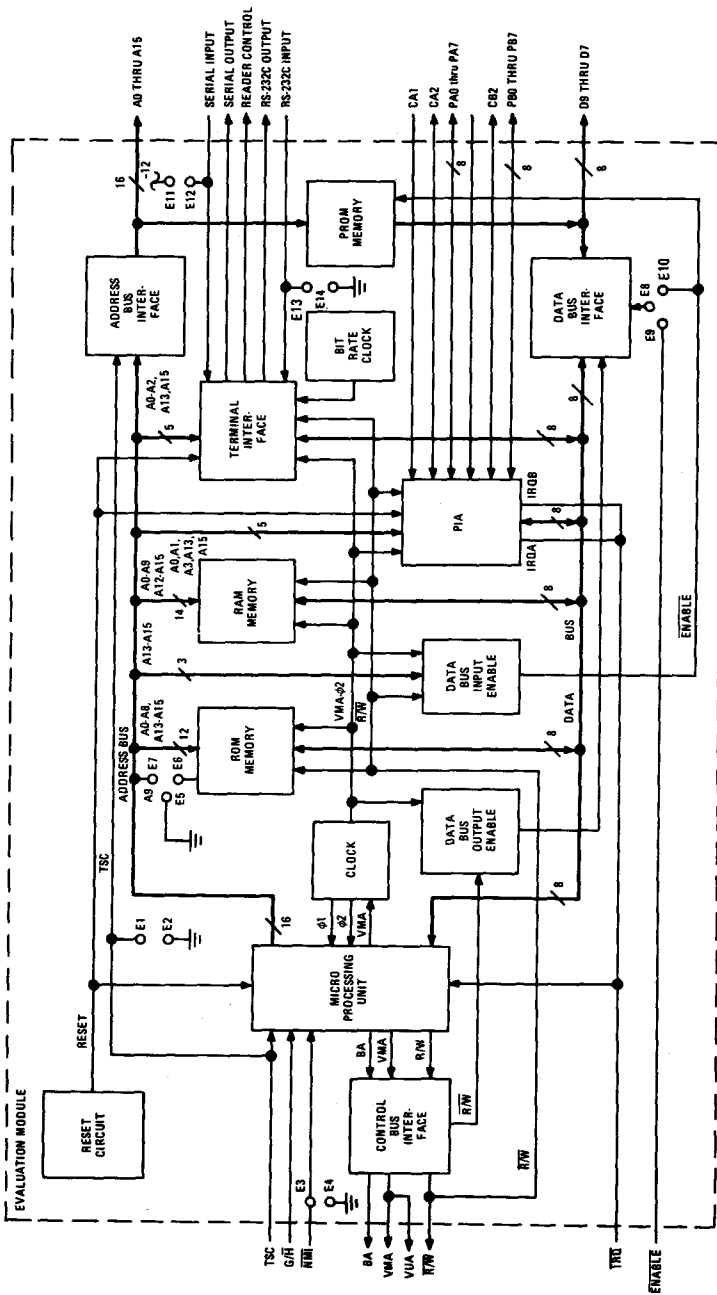 EVALUATION MODULE
RESET
CIRCUIT
RESET
TSC
G/H
NMI
E3
E4
BA
VMA
VUA
R/W
IRQ
ENABLE
CONTROL
BUS
INTER-
FACE
BA
VMA
R/W
R/W
R/W
MICRO
PROCESSING
UNIT
16
8
TSC
E1
E2
ϕ1
ϕ2
VMA
CLOCK
DATA
BUS
OUTPUT
ENABLE
ADDRESS BUS
A9
E7
E5
E6
A0-A8,
A13-A15
12
ROM
MEMORY
8
VMA-ϕ2
R/W
DATA
BUS
A13-A15
3
DATA
BUS
INPUT
ENABLE
A0-A9
A12-A15
14
RAM
MEMORY
8
A0,A1,
A3,A13,
A15
15
PIA
IRQA
IRQB
8
ENABLE
A0-A2,
A13,A15
5
TERMINAL
INTER-
FACE
8
BIT
RATE
CLOCK
E13
E14
ADDRESS
BUS
INTER-
FACE
16
-12
E11
E12
PROM
MEMORY
DATA
BUS
INTER-
FACE
8
E9
E8
E10
8
8
8
A0 THRU A15
SERIAL INPUT
SERIAL OUTPUT
READER CONTROL
RS-232C OUTPUT
RS-232C INPUT
CA1
CA2
PA0 thru PA7
CB2
PB0 THRU PB7
D9 THRU D7